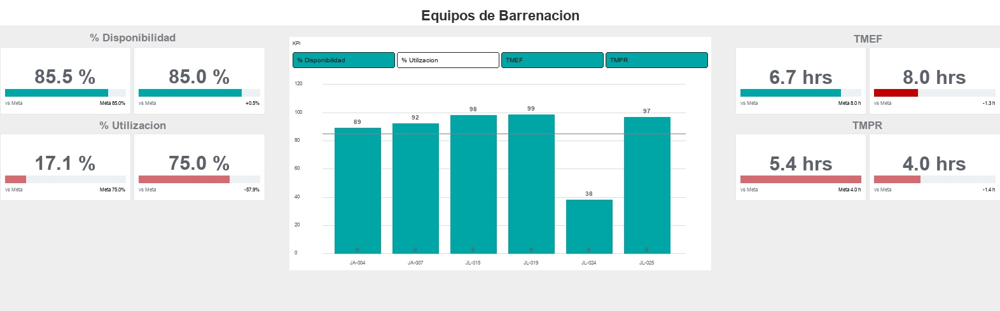 Equipos de Barrenacion
% Disponibilidad
85.5 %
vs Meta
Meta 85.0%
85.0 %
vs Meta
+0.5%
% Utilizacion
17.1 %
vs Meta
Meta 75.0%
75.0 %
vs Meta
-57.9%
KPI
% Disponibilidad
% Utilizacion
TMEF
TMPR
120
100
80
60
40
20
0
89
92
98
99
38
97
0
0
0
0
0
0
JA-004
JA-007
JL-015
JL-019
JL-024
JL-025
TMEF
6.7 hrs
vs Meta
Meta 8.0 h
8.0 hrs
vs Meta
-1.3 h
TMPR
5.4 hrs
vs Meta
Meta 4.0 h
4.0 hrs
vs Meta
-1.4 h